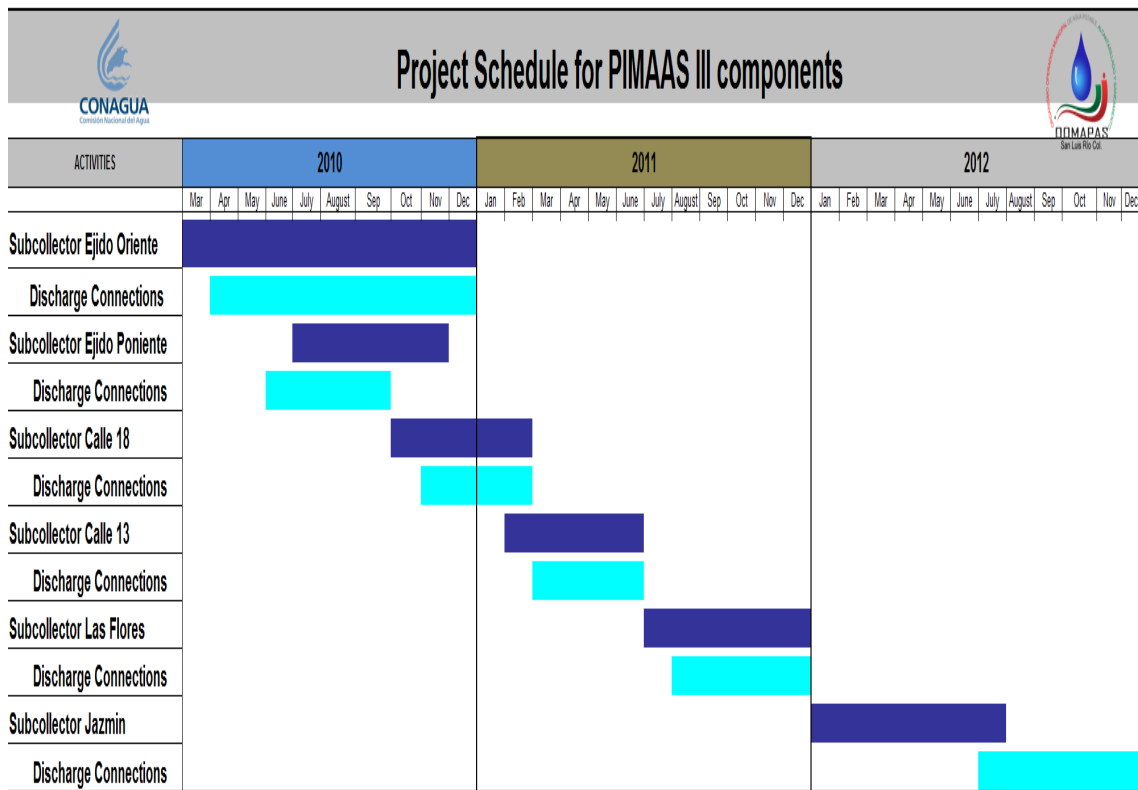 Project Schedule for PIMAAS III components
CONAGUA
Comisión Nacional del Agua
OOMAPAS
San Luis Río Col.
ACTIVITIES 2010 2011 2012
Mar Apr May June July August Sep Oct Nov Dec Jan Feb Mar Apr May June July August Sep Oct Nov Dec Jan Feb Mar Apr May June July August Sep Oct Nov Dec
Subcollector Ejido Oriente
Discharge Connections
Subcollector Ejido Poniente
Discharge Connections
Subcollector Calle 18
Discharge Connections
Subcollector Calle 13
Discharge Connections
Subcollector Las Flores
Discharge Connections
Subcollector Jazmin
Discharge Connections